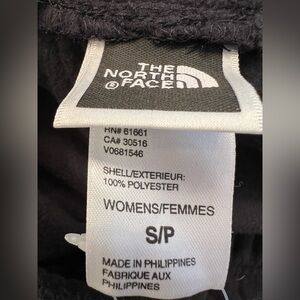 THE
NORTH
FACE
®
RN# 61661
CA# 30516
V0681546
SHELL/EXTERIEUR:
100% POLYESTER
WOMENS/FEMMES
S/P
MADE IN PHILIPPINES
FABRIQUE AUX
PHILIPPINES